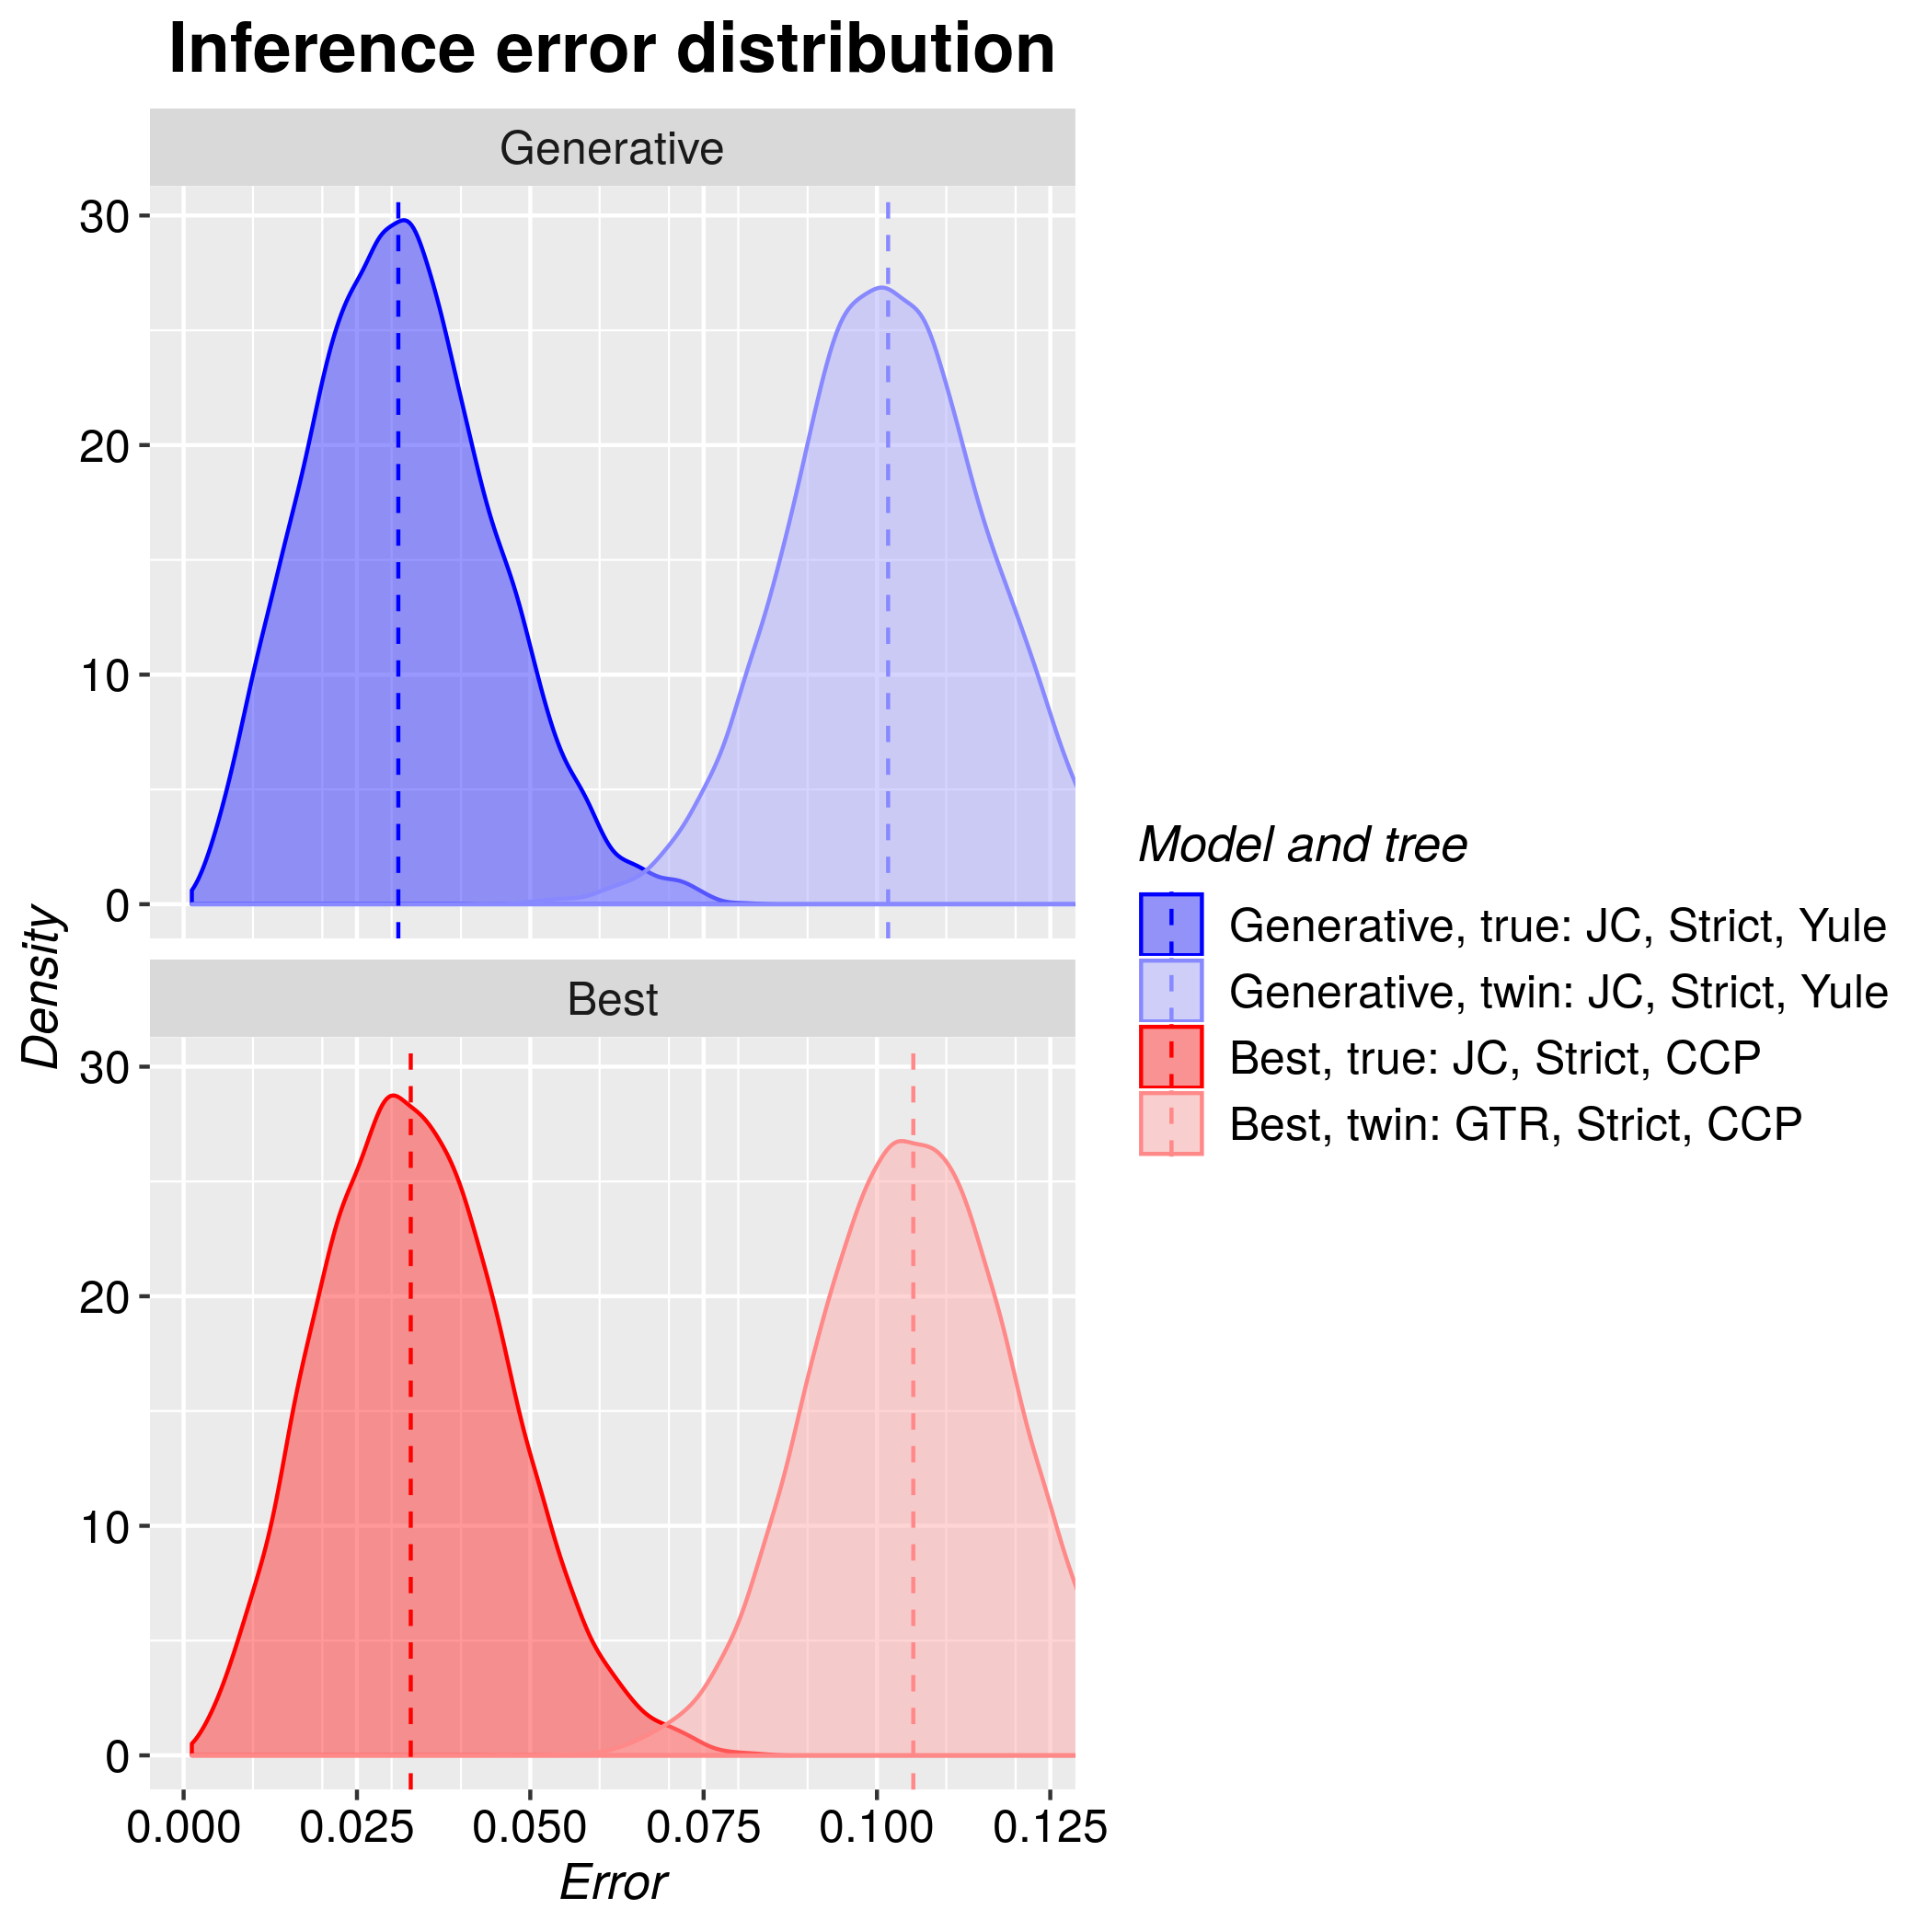 Inference error distribution
Generative
30
20
10
0
Best
30
20
10
0
Density
0.000 0.025 0.050 0.075 0.100 0.125
Error
Model and tree
Generative, true: JC, Strict, Yule
Generative, twin: JC, Strict, Yule
Best, true: JC, Strict, CCP
Best, twin: GTR, Strict, CCP